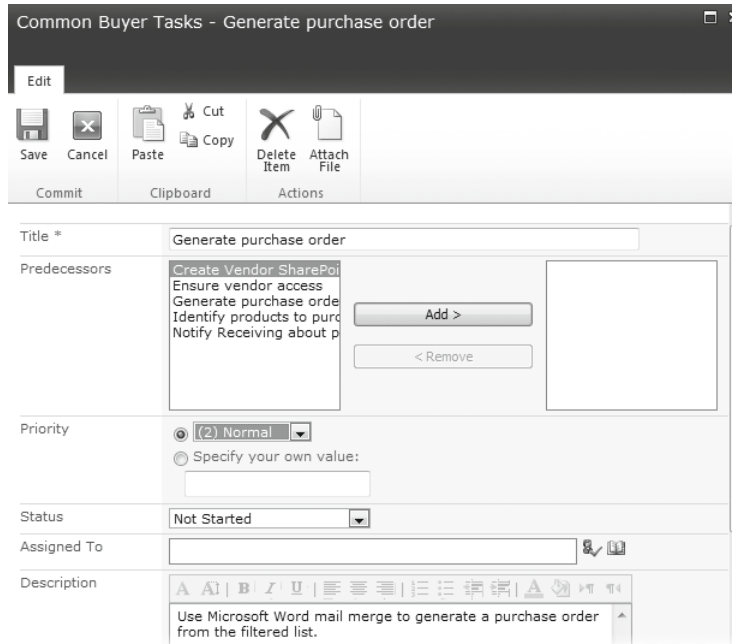 Common Buyer Tasks - Generate purchase order
Edit
Save
Cancel
Paste
Cut
Copy
Delete
Item
Attach
File
Commit
Clipboard
Actions
Title *
Generate purchase order
Predecessors
Create Vendor SharePoi
Ensure vendor access
Generate purchase orde
Identify products to purc
Notify Receiving about p
Add >
< Remove
Priority
(2) Normal
Specify your own value:
Status
Not Started
Assigned To
Description
A A B I U A
Use Microsoft Word mail merge to generate a purchase order
from the filtered list.